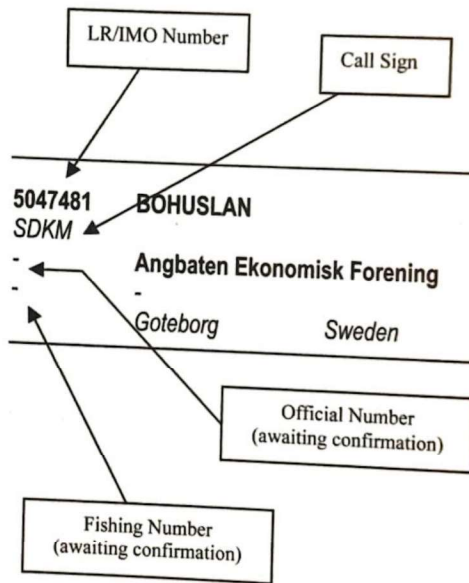 LR/IMO Number
Call Sign
5047481 BOHUSLAN
SDKM
- Angbaten Ekonomisk Forening
- -
Goteborg Sweden
Official Number
(awaiting confirmation)
Fishing Number
(awaiting confirmation)